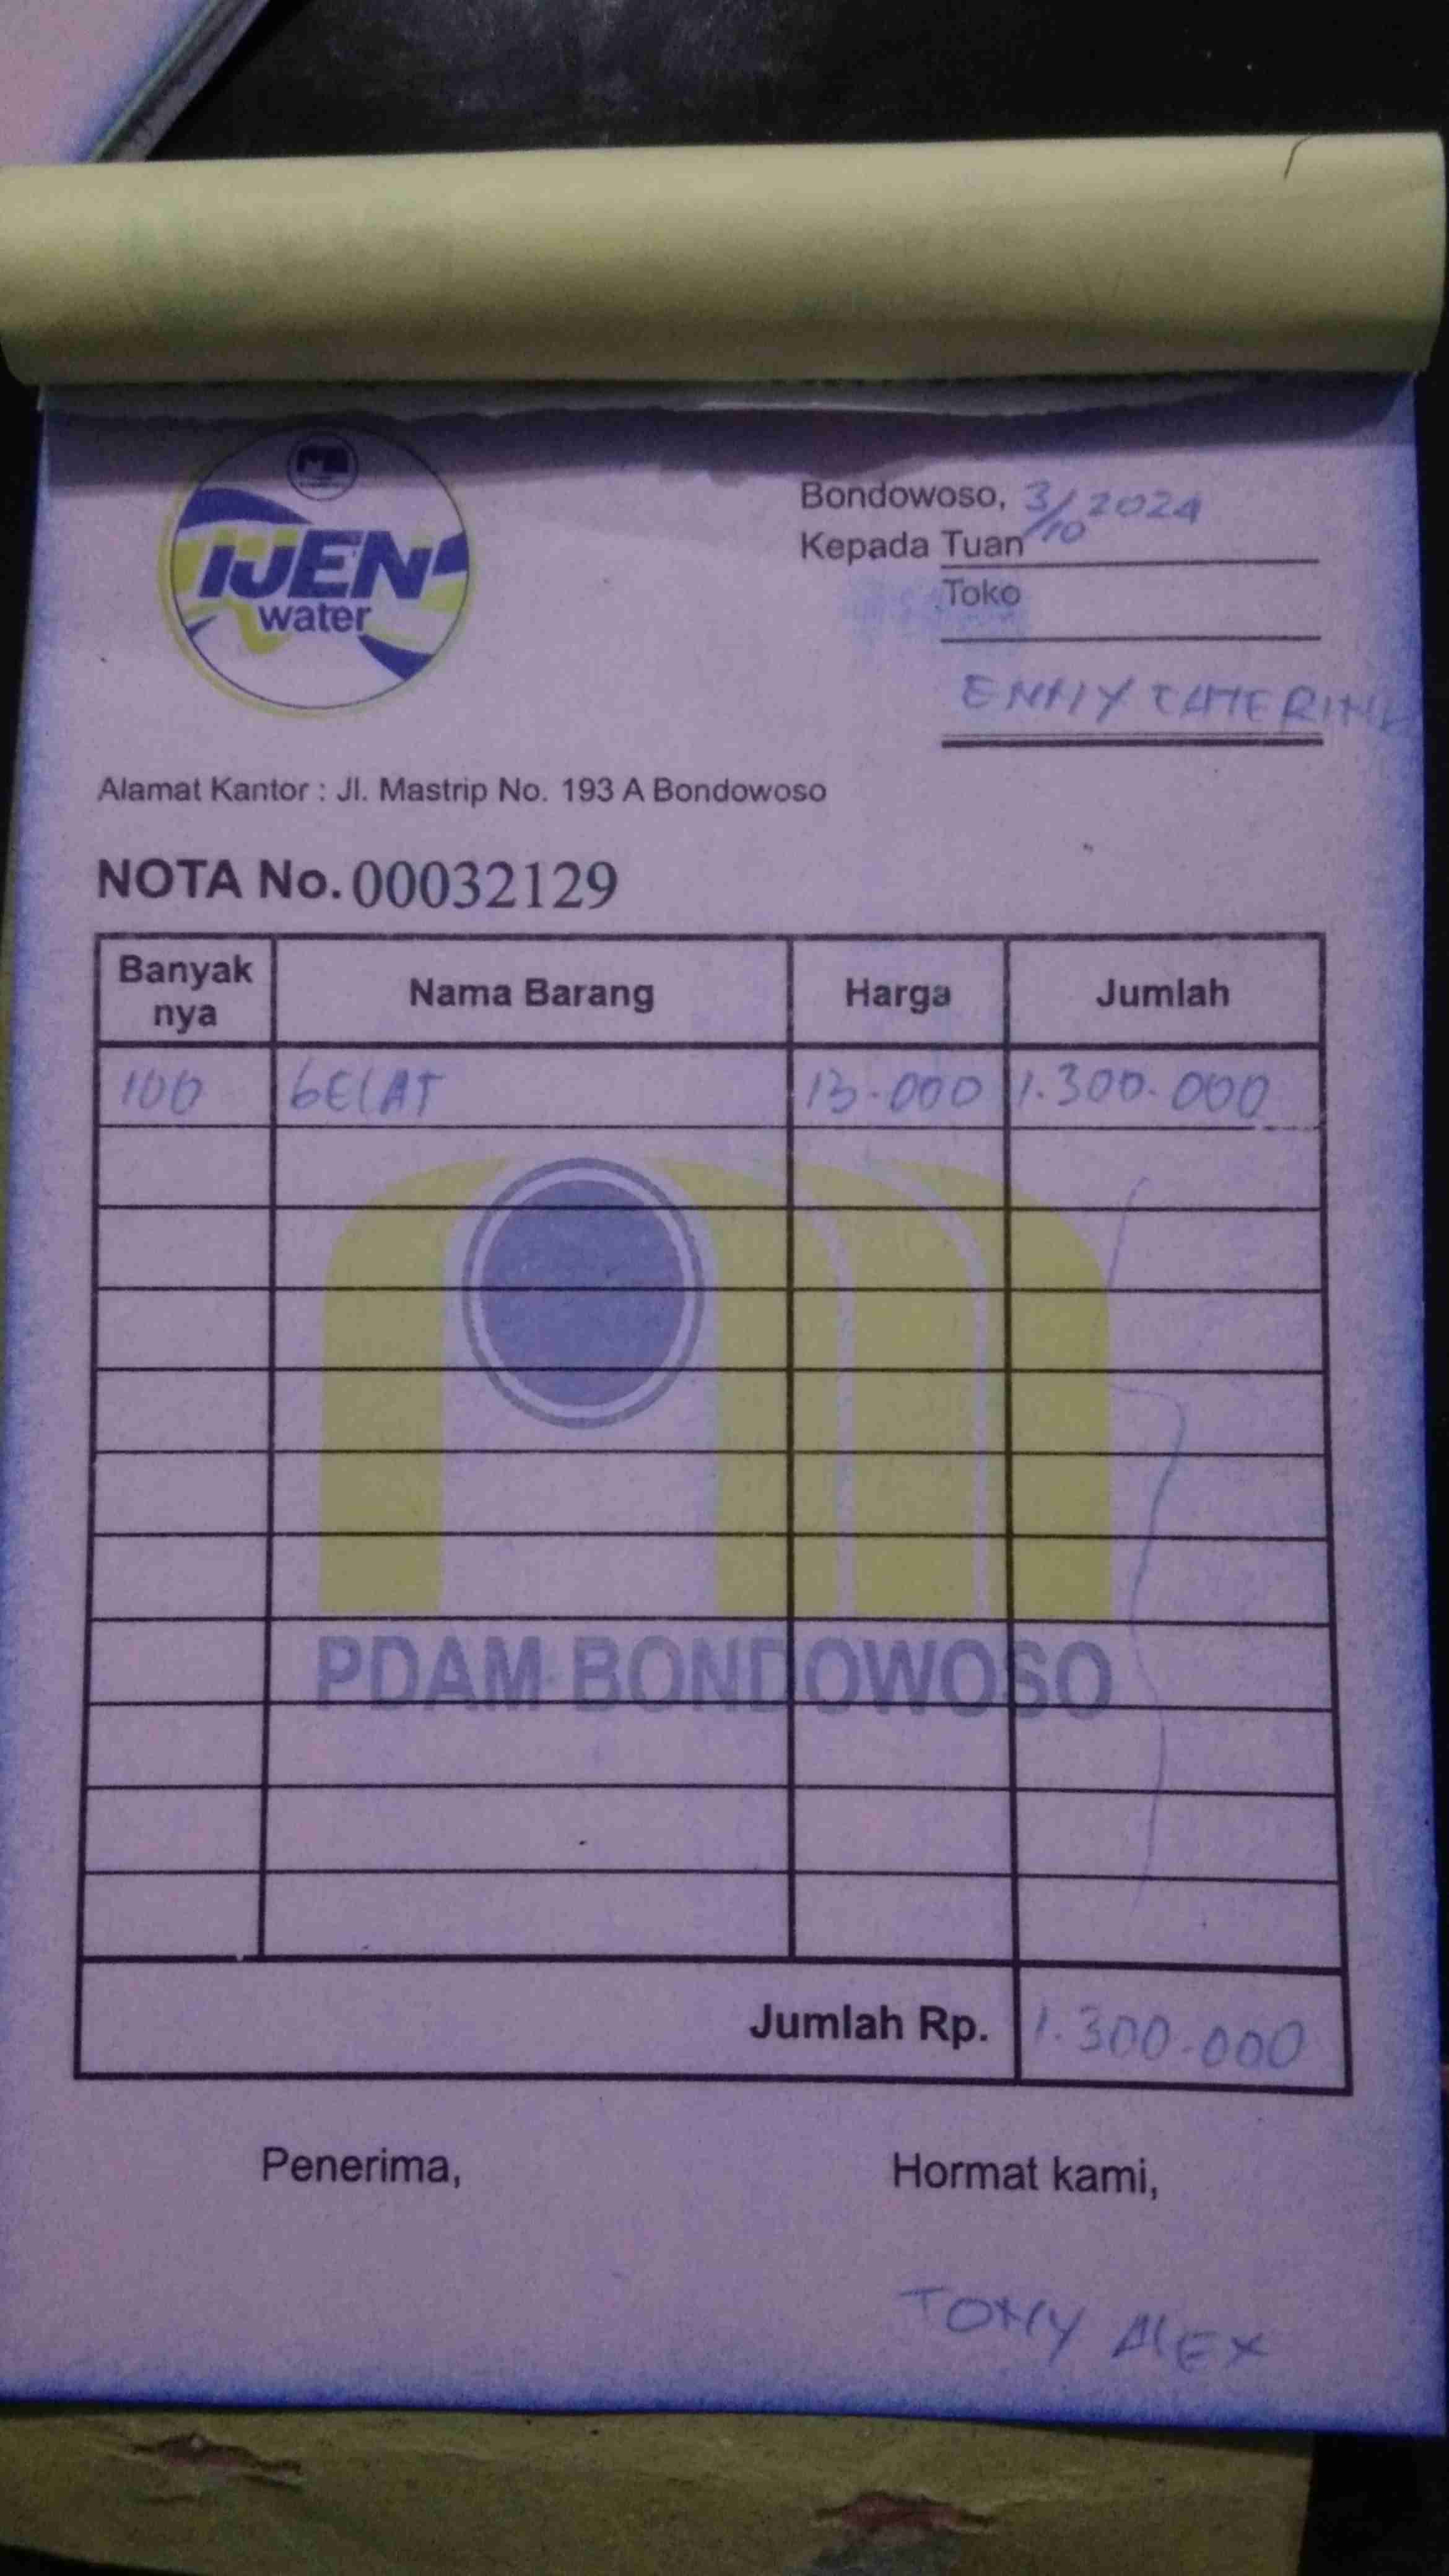 IJEN
water
Bondowoso, 3/10 2024
Kepada Tuan
Toko
ENNY CATERING
Alamat Kantor : Jl. Mastrip No. 193 A Bondowoso
NOTA No. 00032129
Banyak nya Nama Barang Harga Jumlah
100 GELAT 13.000 1.300.000
PDAM BONDOWOSO
Jumlah Rp. 1.300.000
Penerima, Hormat kami,
TONY ALEX